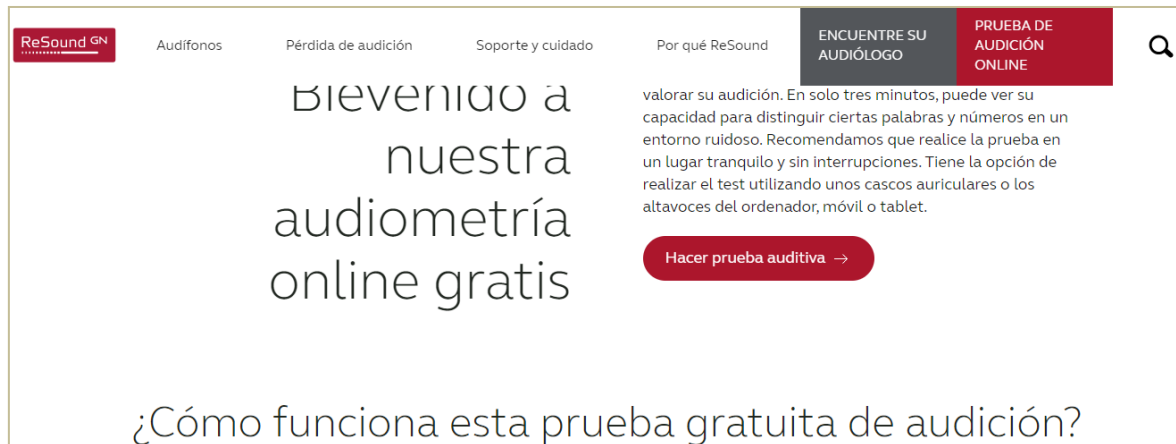 ReSound GN
Audífonos
Pérdida de audición
Soporte y cuidado
Por qué ReSound
ENCUENTRE SU
AUDIÓLOGO
PRUEBA DE
AUDICIÓN
ONLINE
Bievenido a
nuestra
audiometría
online gratis
valorar su audición. En solo tres minutos, puede ver su
capacidad para distinguir ciertas palabras y números en un
entorno ruidoso. Recomendamos que realice la prueba en
un lugar tranquilo y sin interrupciones. Tiene la opción de
realizar el test utilizando unos cascos auriculares o los
altavoces del ordenador, móvil o tablet.
Hacer prueba auditiva →
¿Cómo funciona esta prueba gratuita de audición?